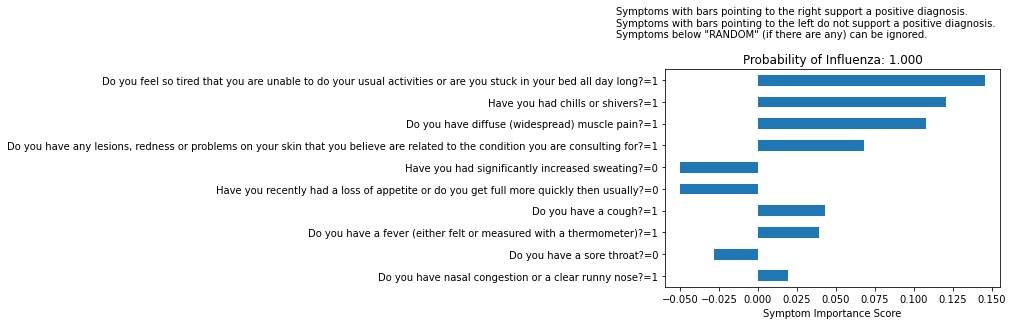 Symptoms with bars pointing to the right support a positive diagnosis.
Symptoms with bars pointing to the left do not support a positive diagnosis.
Symptoms below "RANDOM" (if there are any) can be ignored.
Probability of Influenza: 1.000
Do you feel so tired that you are unable to do your usual activities or are you stuck in your bed all day long?=1
Have you had chills or shivers?=1
Do you have diffuse (widespread) muscle pain?=1
Do you have any lesions, redness or problems on your skin that you believe are related to the condition you are consulting for?=1
Have you had significantly increased sweating?=0
Have you recently had a loss of appetite or do you get full more quickly then usually?=0
Do you have a cough?=1
Do you have a fever (either felt or measured with a thermometer)?=1
Do you have a sore throat?=0
Do you have nasal congestion or a clear runny nose?=1
−0.050 −0.025 0.000 0.025 0.050 0.075 0.100 0.125 0.150
Symptom Importance Score